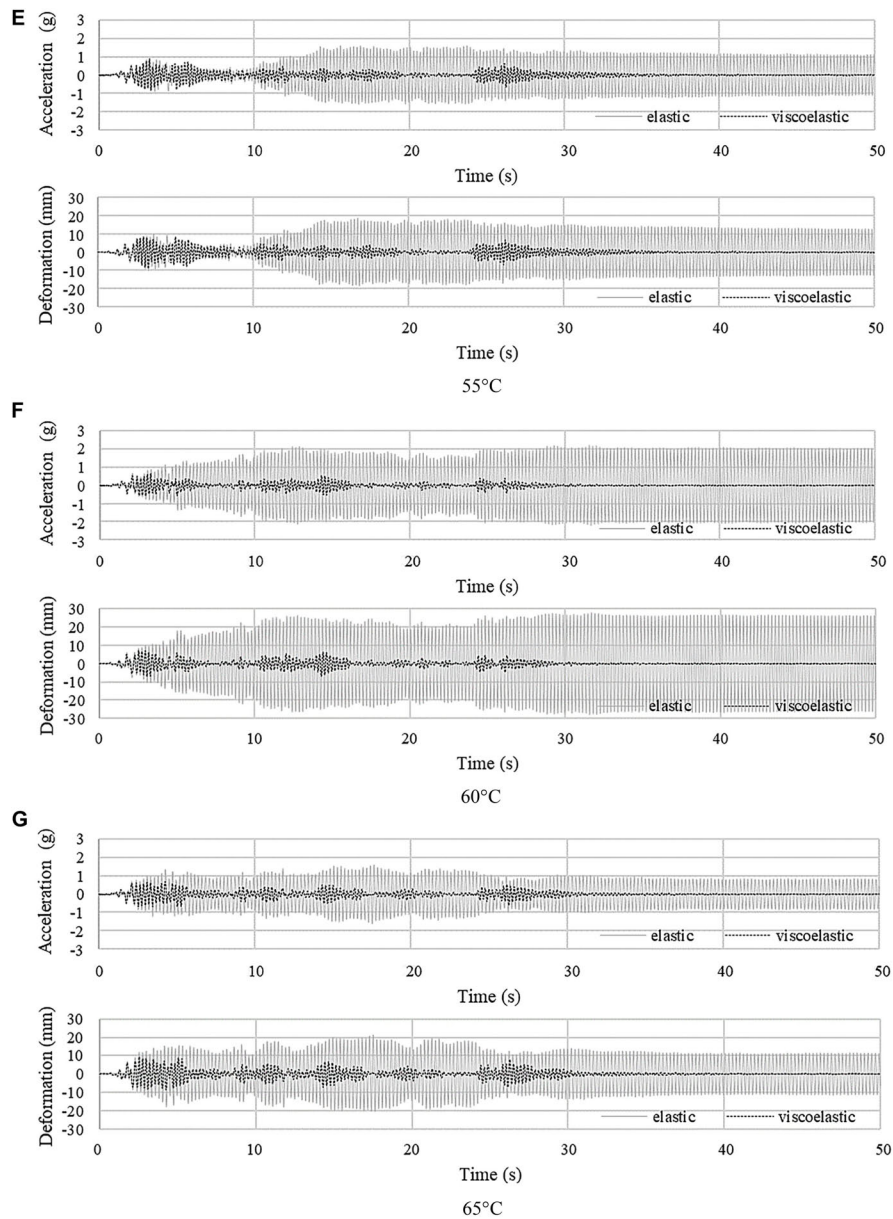 E
Acceleration (g)
3
2
1
0
-1
-2
-3
elastic viscoelastic
0 10 20 30 40 50
Time (s)
Deformation (mm)
30
20
10
0
-10
-20
-30
elastic viscoelastic
0 10 20 30 40 50
Time (s)
55°C
F
Acceleration (g)
3
2
1
0
-1
-2
-3
elastic viscoelastic
0 10 20 30 40 50
Time (s)
Deformation (mm)
30
20
10
0
-10
-20
-30
elastic viscoelastic
0 10 20 30 40 50
Time (s)
60°C
G
Acceleration (g)
3
2
1
0
-1
-2
-3
elastic viscoelastic
0 10 20 30 40 50
Time (s)
Deformation (mm)
30
20
10
0
-10
-20
-30
elastic viscoelastic
0 10 20 30 40 50
Time (s)
65°C